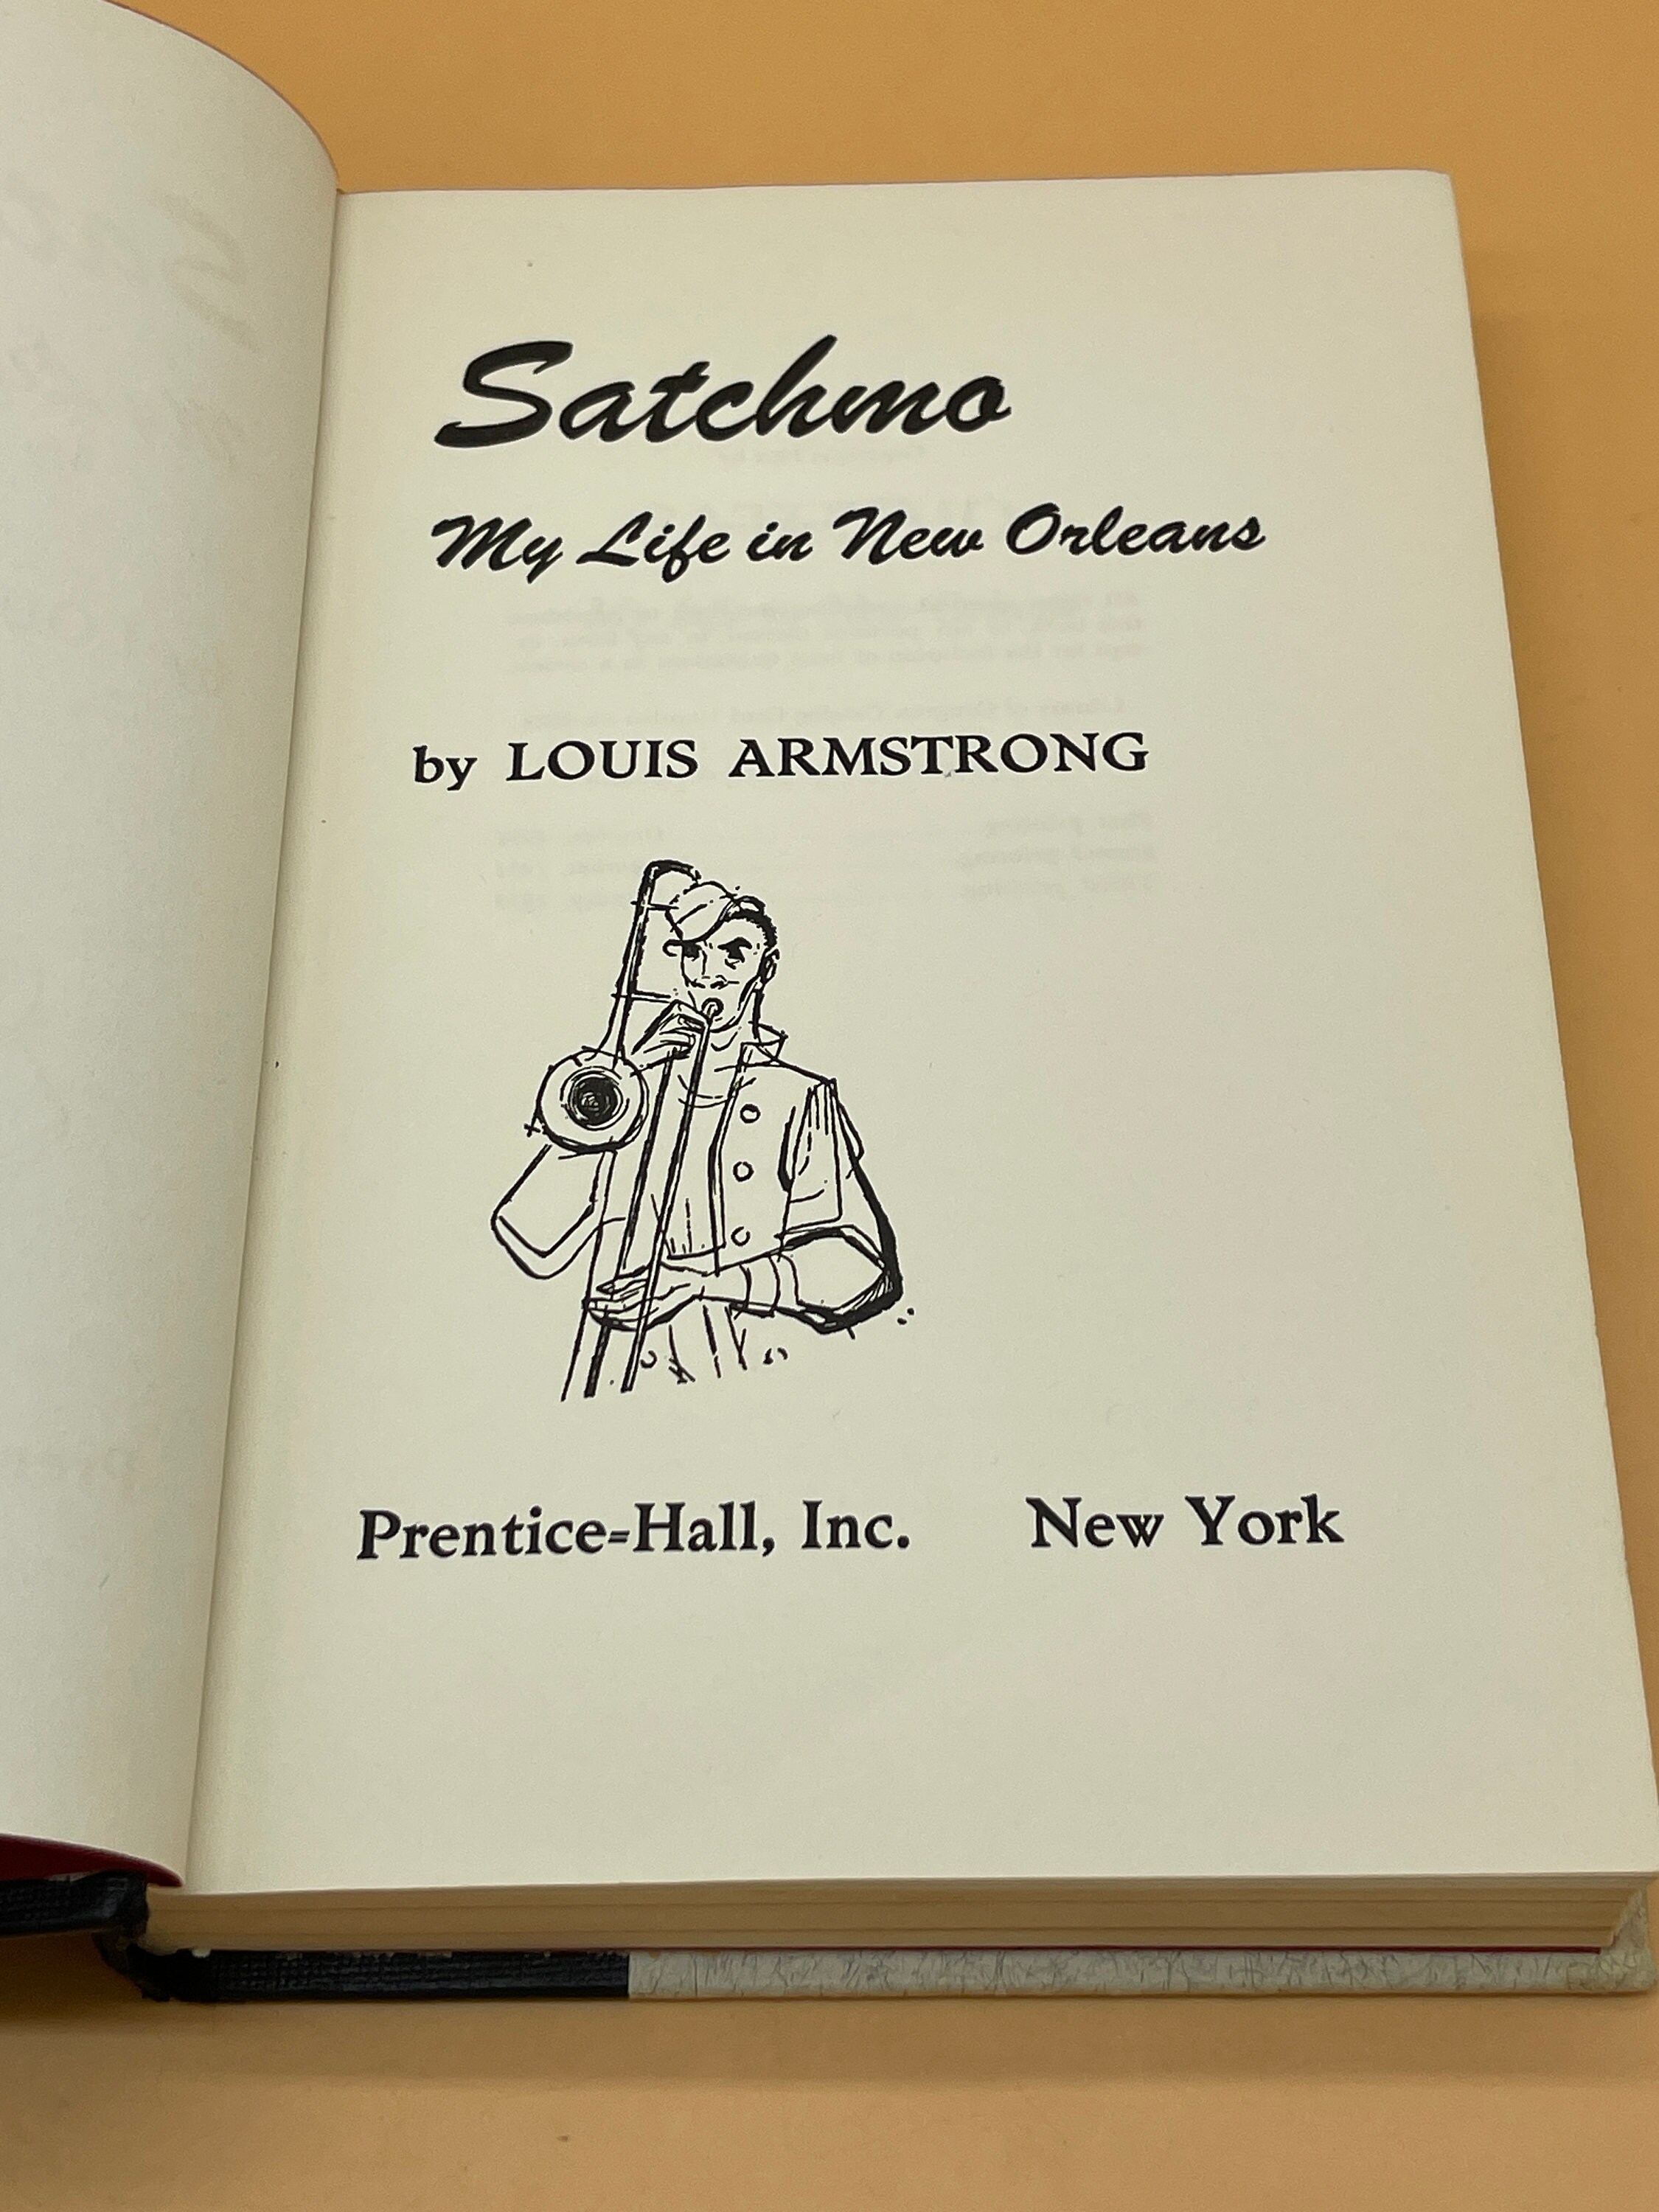 Satchmo
My Life in New Orleans
by LOUIS ARMSTRONG
Prentice-Hall, Inc. New York